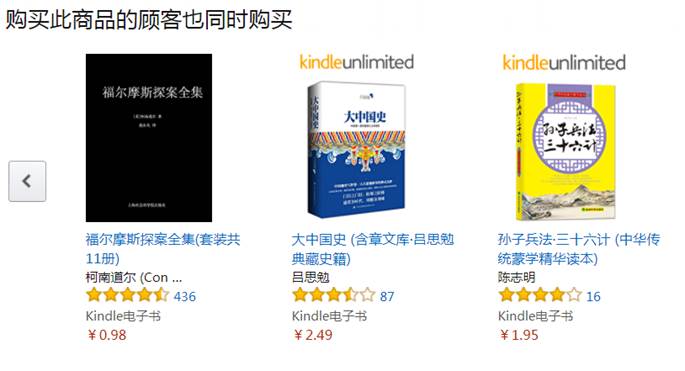 购买此商品的顾客也同时购买
福尔摩斯探案全集
kindleunlimited
大中国史
大中国史
kindleunlimited
孙子兵法
三十六计
福尔摩斯探案全集(套装共
11册)
柯南道尔 (Con ...
436
Kindle电子书
￥0.98
大中国史 (含章文库·吕思勉
典藏史籍)
吕思勉
87
Kindle电子书
￥2.49
孙子兵法·三十六计 (中华传
统蒙学精华读本)
陈志明
16
Kindle电子书
￥1.95